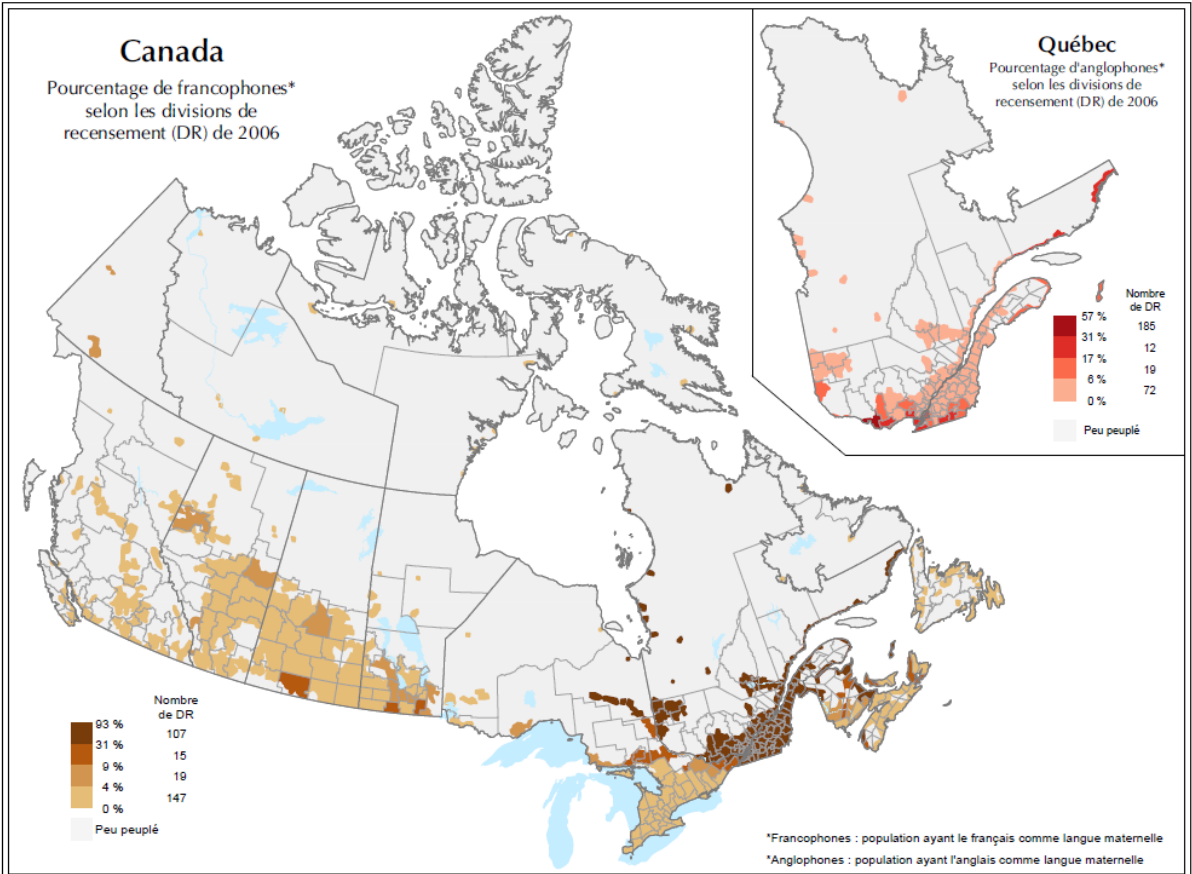 Canada
Pourcentage de francophones*
selon les divisions de
recensement (DR) de 2006
Québec
Pourcentage d'anglophones*
selon les divisions de
recensement (DR) de 2006
Nombre
de DR
57 %
185
31 %
12
17 %
19
6 %
72
0 %
Peu peuplé
Nombre
de DR
93 %
107
31 %
15
9 %
19
4 %
147
0 %
Peu peuplé
*Francophones : population ayant le français comme langue maternelle
*Anglophones : population ayant l'anglais comme langue maternelle